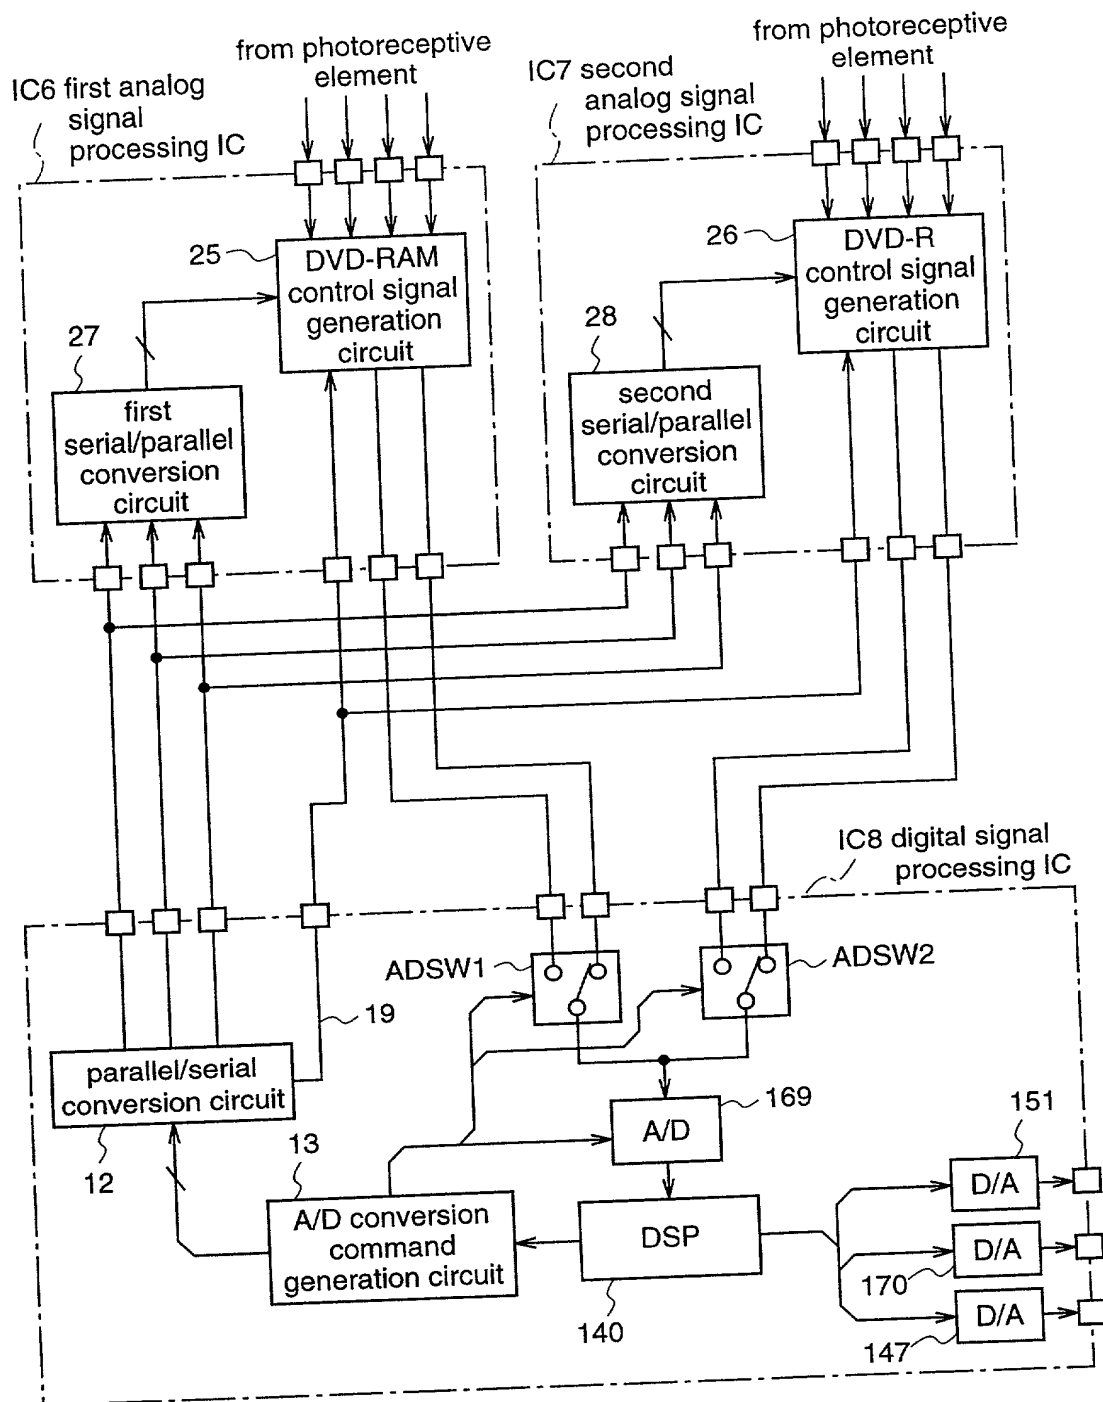 from photoreceptive
element
IC6 first analog
signal
processing IC
from photoreceptive
element
IC7 second
analog signal
processing IC
25
DVD-RAM
control signal
generation
circuit
26
DVD-R
control signal
generation
circuit
27
first
serial/parallel
conversion
circuit
28
second
serial/parallel
conversion
circuit
IC8 digital signal
processing IC
ADSW1
ADSW2
19
parallel/serial
conversion circuit
12
169
A/D
13
A/D conversion
command
generation circuit
DSP
140
151
D/A
D/A
170
D/A
147